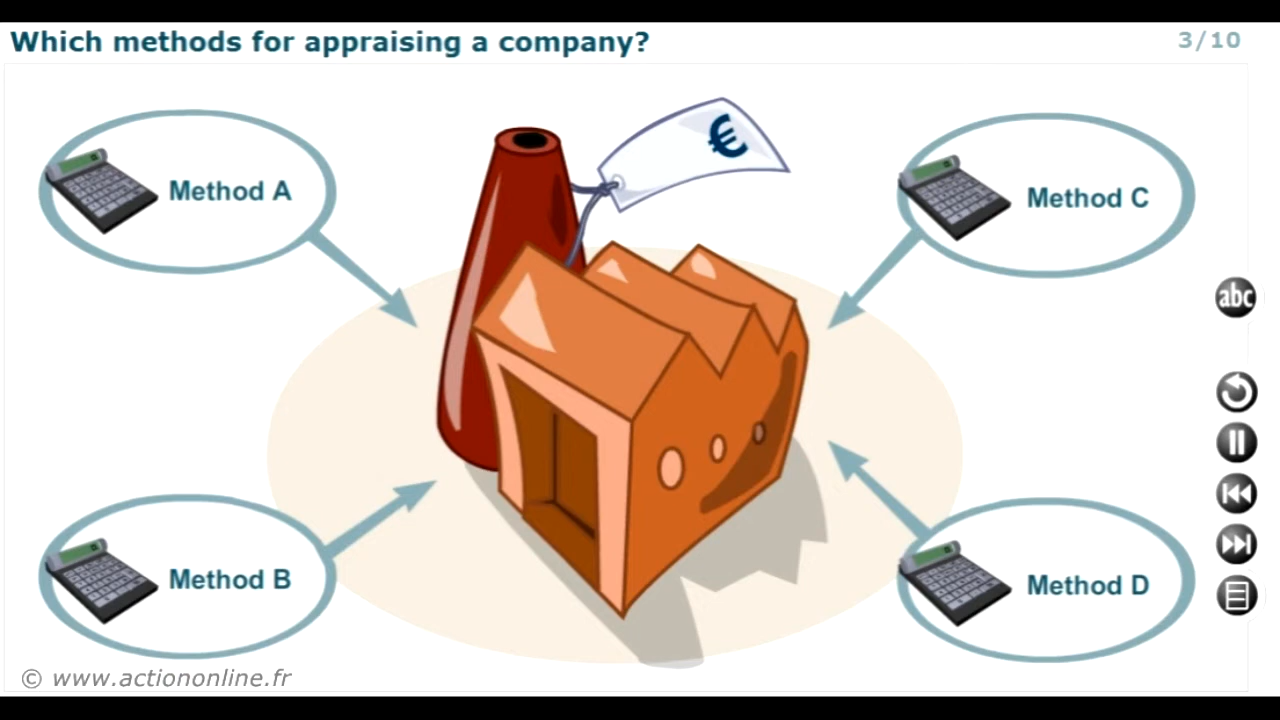 Which methods for appraising a company?
3/10
€
Method A
Method C
abc
Method B
Method D
© www.actiononline.fr